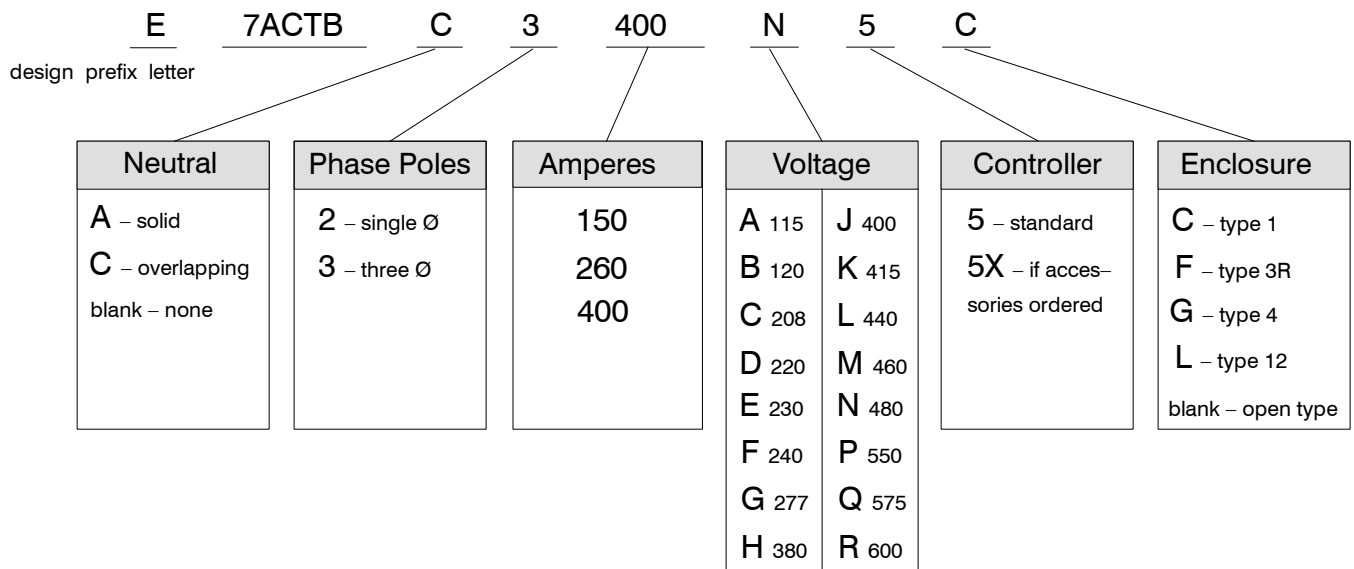 E 7ACTB C 3 400 N 5 C
design prefix letter
Neutral
A – solid
C – overlapping
blank – none
Phase Poles
2 – single Ø
3 – three Ø
Amperes
150
260
400
Voltage
A 115
B 120
C 208
D 220
E 230
F 240
G 277
H 380
J 400
K 415
L 440
M 460
N 480
P 550
Q 575
R 600
Controller
5 – standard
5X – if acces–
sories ordered
Enclosure
C – type 1
F – type 3R
G – type 4
L – type 12
blank – open type